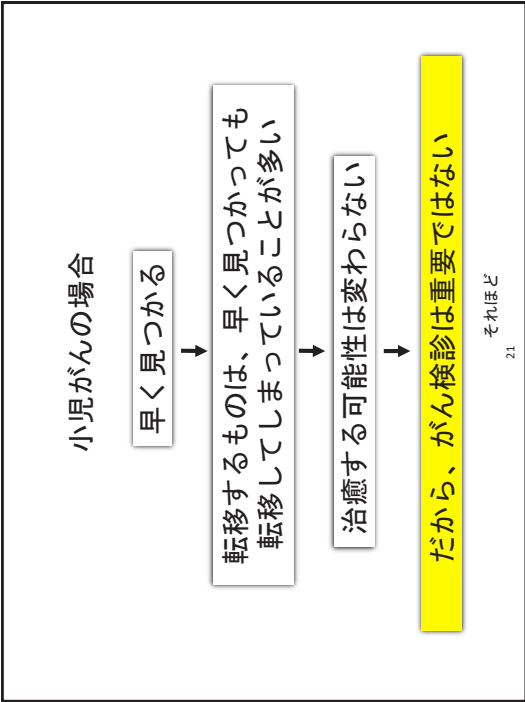 小児がんの場合
早く見つかる
転移するものは、早く見つかっても
転移してしまっていることが多い
治癒する可能性は変わらない
だから、がん検診は重要ではない
それほど
21